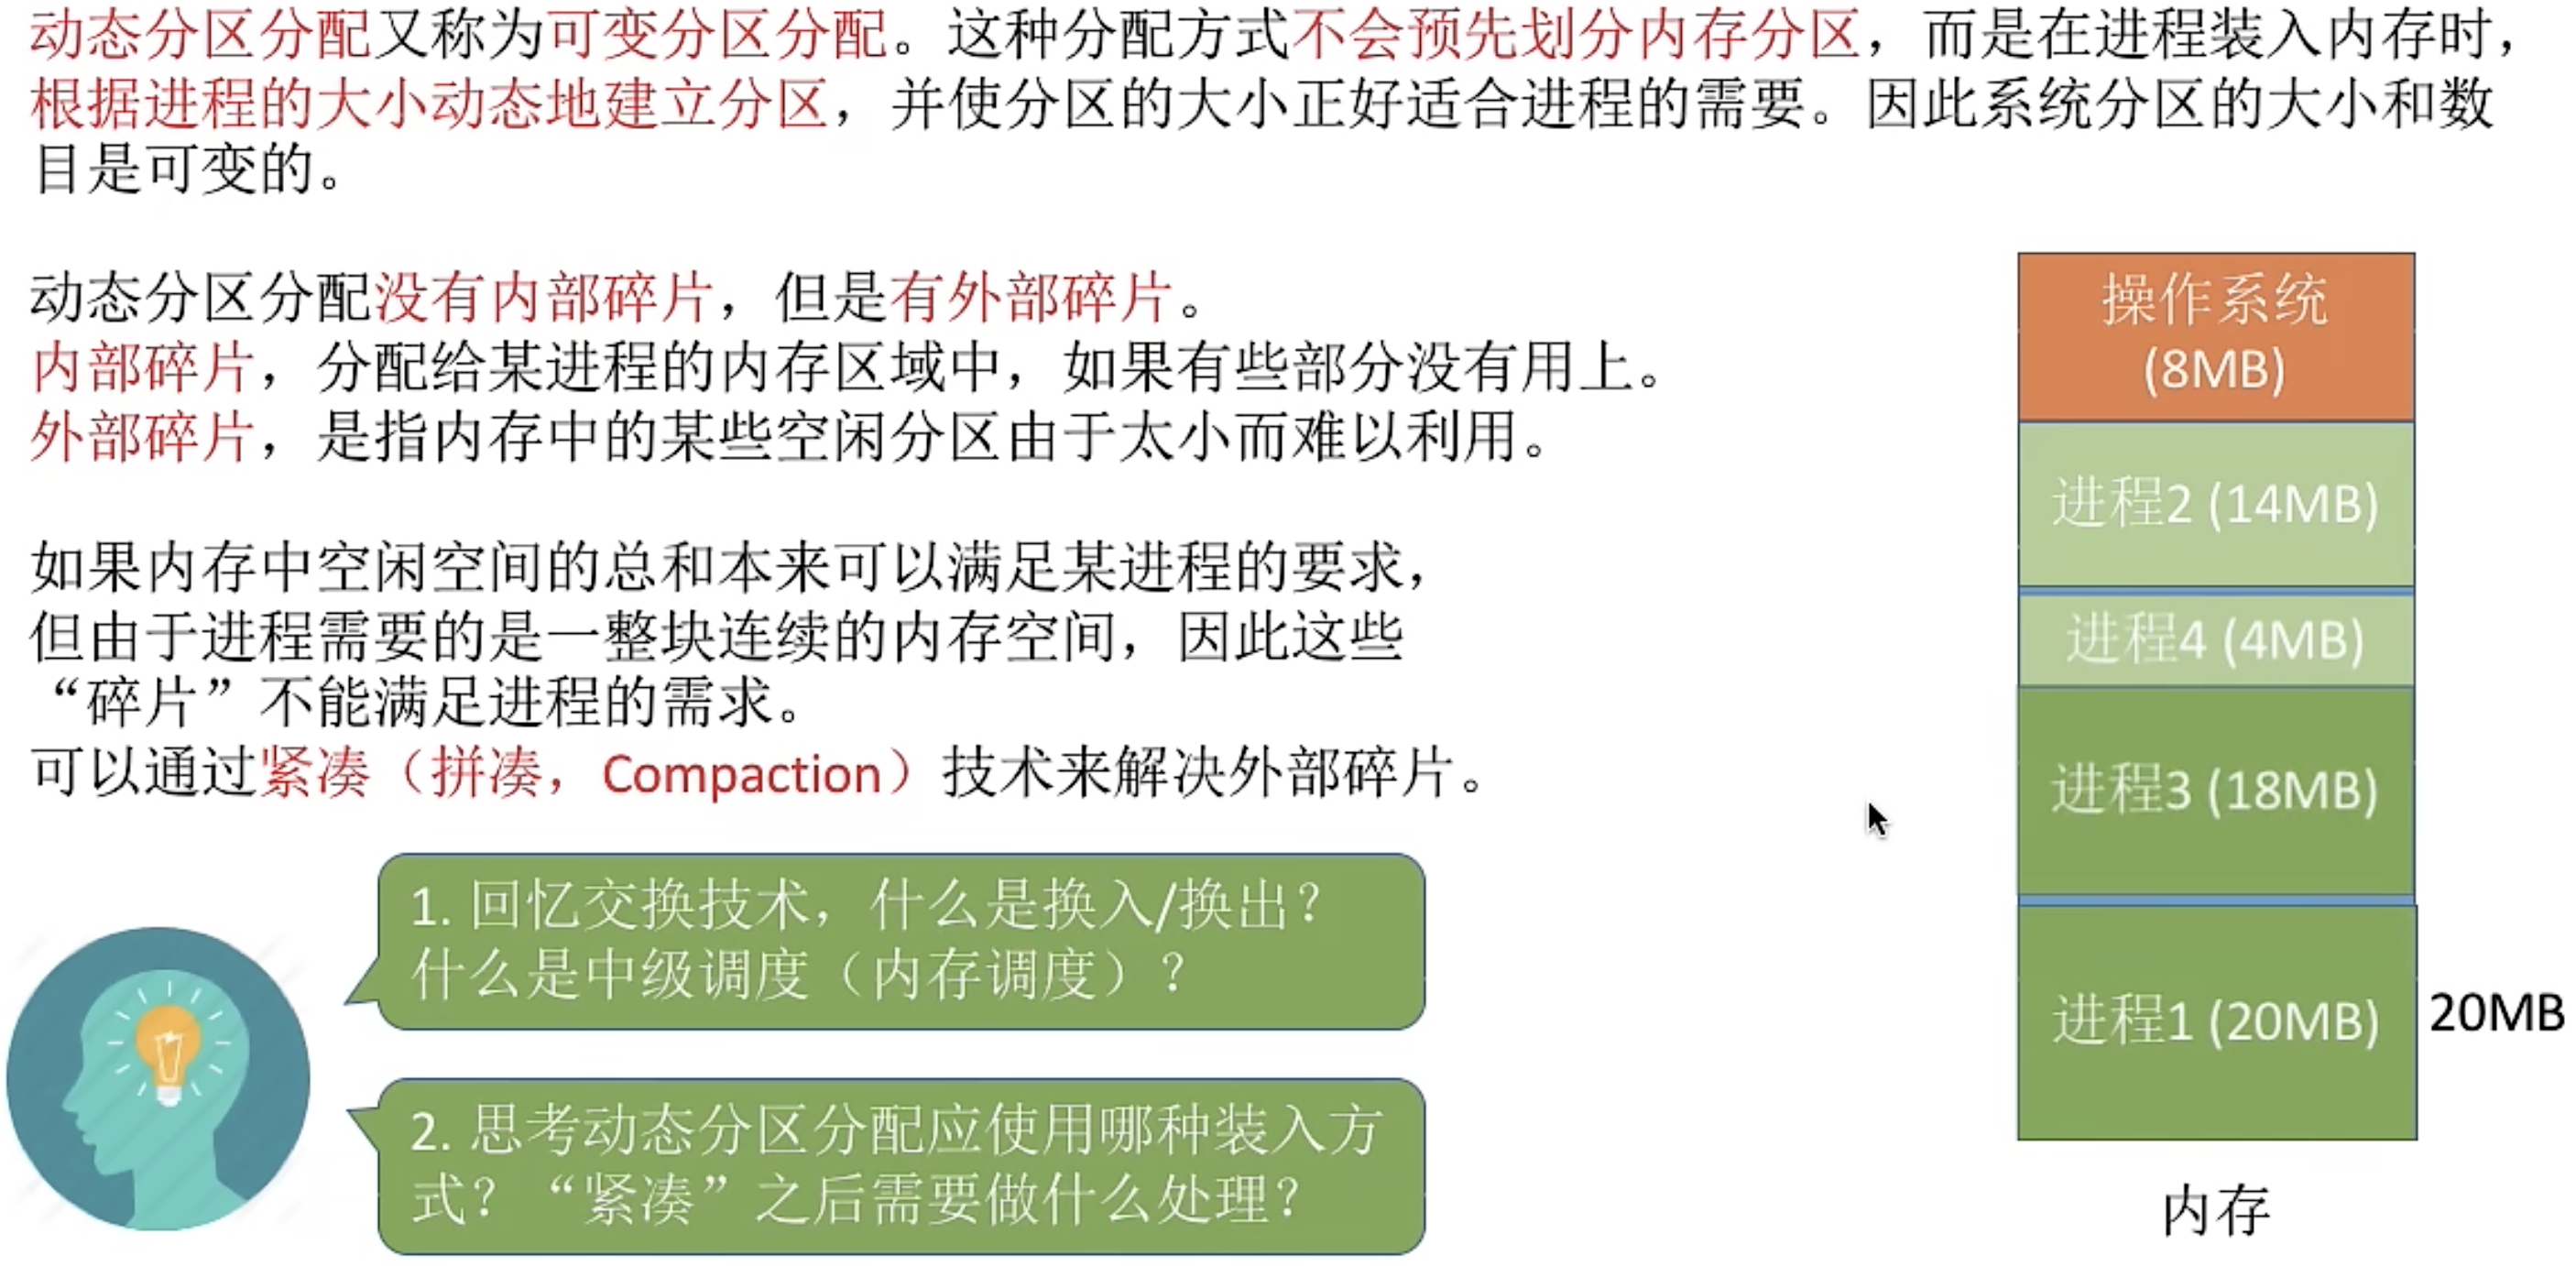 动态分区分配又称为可变分区分配。这种分配方式不会预先划分内存分区，而是在进程装入内存时，
根据进程的大小动态地建立分区，并使分区的大小正好适合进程的需要。因此系统分区的大小和数
目是可变的。
动态分区分配没有内部碎片，但是有外部碎片。
内部碎片，分配给某进程的内存区域中，如果有些部分没有用上。
外部碎片，是指内存中的某些空闲分区由于太小而难以利用。
如果内存中空闲空间的总和本来可以满足某进程的要求，
但由于进程需要的是一整块连续的内存空间，因此这些
“碎片”不能满足进程的需求。
可以通过紧凑（拼凑，Compaction）技术来解决外部碎片。
1. 回忆交换技术，什么是换入/换出？
什么是中级调度（内存调度）？
2. 思考动态分区分配应使用哪种装入方
式？“紧凑”之后需要做什么处理？
操作系统
(8MB)
进程2 (14MB)
进程4 (4MB)
进程3 (18MB)
进程1 (20MB)
20MB
内存